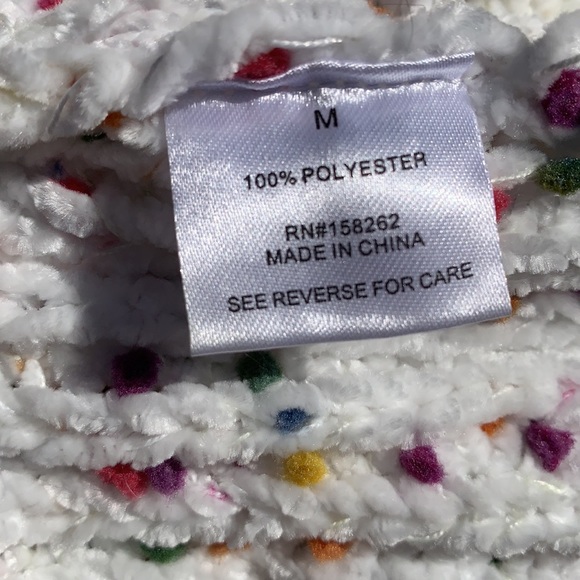 M
100% POLYESTER
RN#158262
MADE IN CHINA
SEE REVERSE FOR CARE